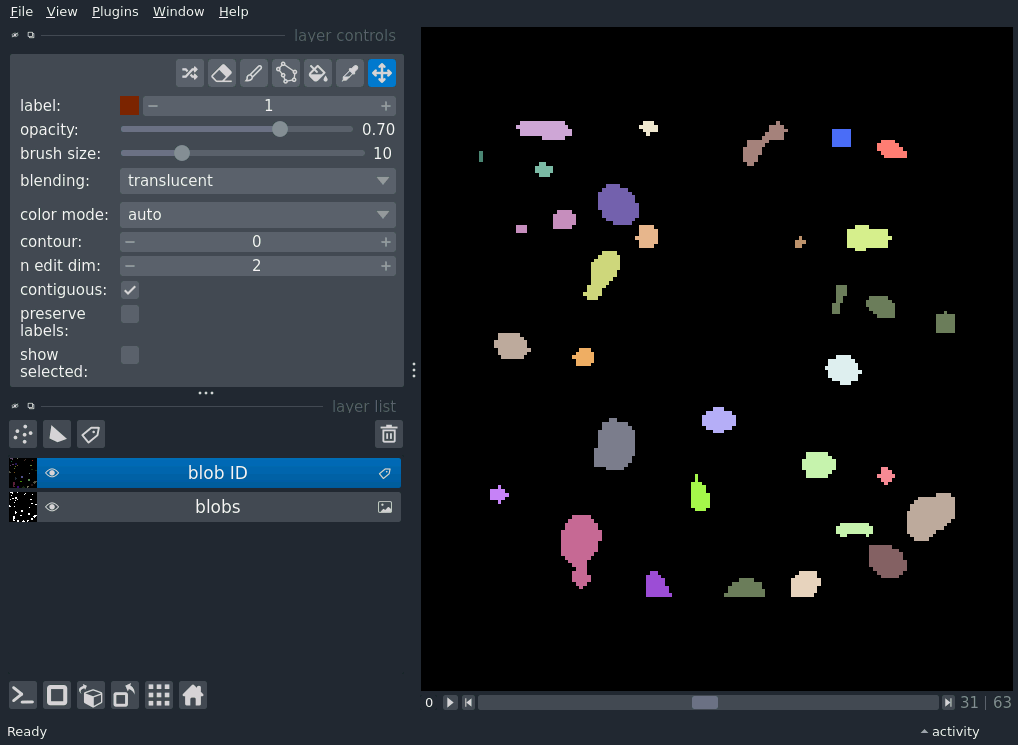 File View Plugins Window Help
layer controls
label: 1
opacity: 0.70
brush size: 10
blending: translucent
color mode: auto
contour: 0
n edit dim: 2
contiguous:
preserve
labels:
show
selected:
layer list
blob ID
blobs
0 31 | 63
Ready activity